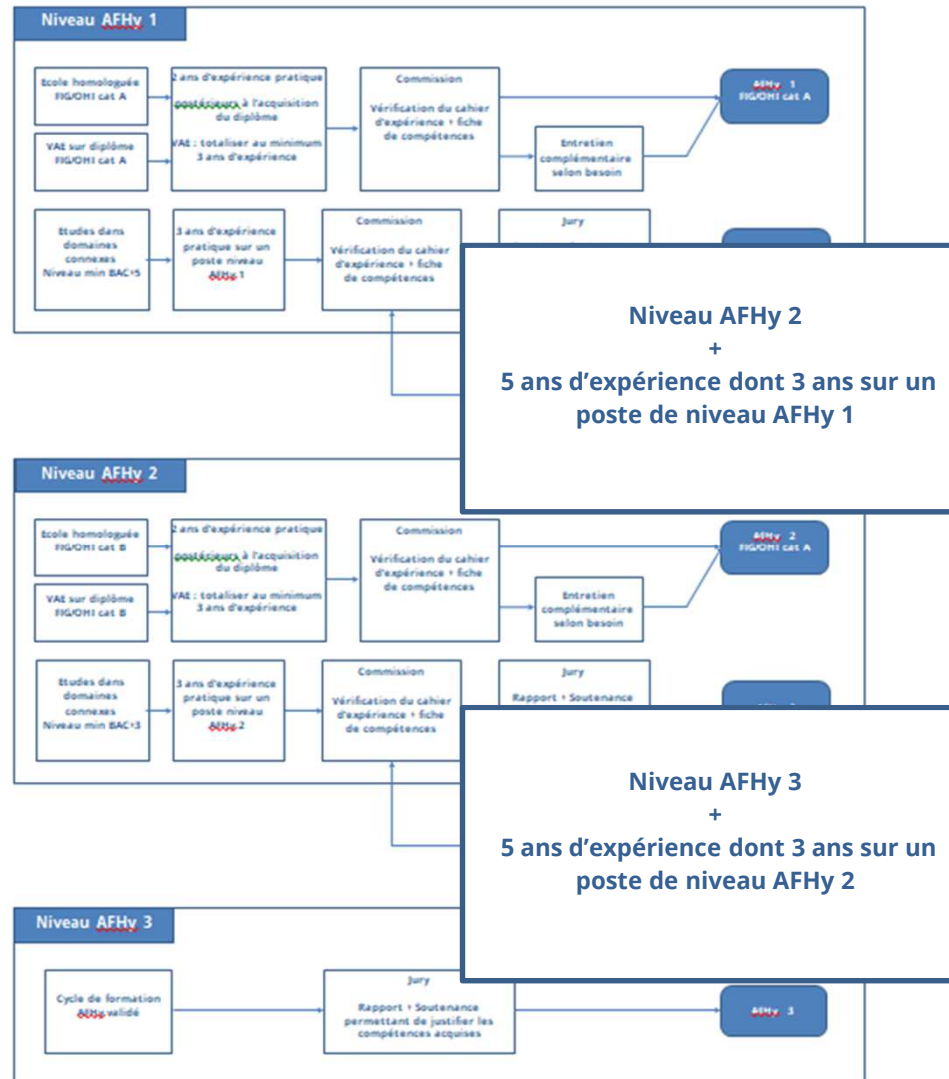 Niveau AFHy 1
Ecole homologuée
FIG/OHI cat A
VAE sur diplôme
FIG/OHI cat A
2 ans d'expérience pratique
postérieurs à l'acquisition
du diplôme
VAE : totaliser au minimum
3 ans d'expérience
Commission
Vérification du cahier
d'expérience + fiche
de compétences
Entretien
complémentaire
selon besoin
AFHy 1
FIG/OHI cat A
Etudes dans
domaines
connexes
Niveau min BAC+5
3 ans d'expérience
pratique sur un
poste niveau
AFHy 1
Commission
Vérification du cahier
d'expérience + fiche
de compétences
Jury
Niveau AFHy 2
+
5 ans d'expérience dont 3 ans sur un
poste de niveau AFHy 1
Niveau AFHy 2
Ecole homologuée
FIG/OHI cat B
VAE sur diplôme
FIG/OHI cat B
2 ans d'expérience pratique
postérieurs à l'acquisition
du diplôme
VAE : totaliser au minimum
3 ans d'expérience
Commission
Vérification du cahier
d'expérience + fiche
de compétences
Entretien
complémentaire
selon besoin
AFHy 2
FIG/OHI cat A
Etudes dans
domaines
connexes
Niveau min BAC+3
3 ans d'expérience
pratique sur un
poste niveau
AFHy 2
Commission
Vérification du cahier
d'expérience + fiche
de compétences
Jury
Rapport + Soutenance
Niveau AFHy 3
+
5 ans d'expérience dont 3 ans sur un
poste de niveau AFHy 2
Niveau AFHy 3
Cycle de formation
AFHy validé
Jury
Rapport + Soutenance
permettant de justifier les
compétences acquises
AFHy 3